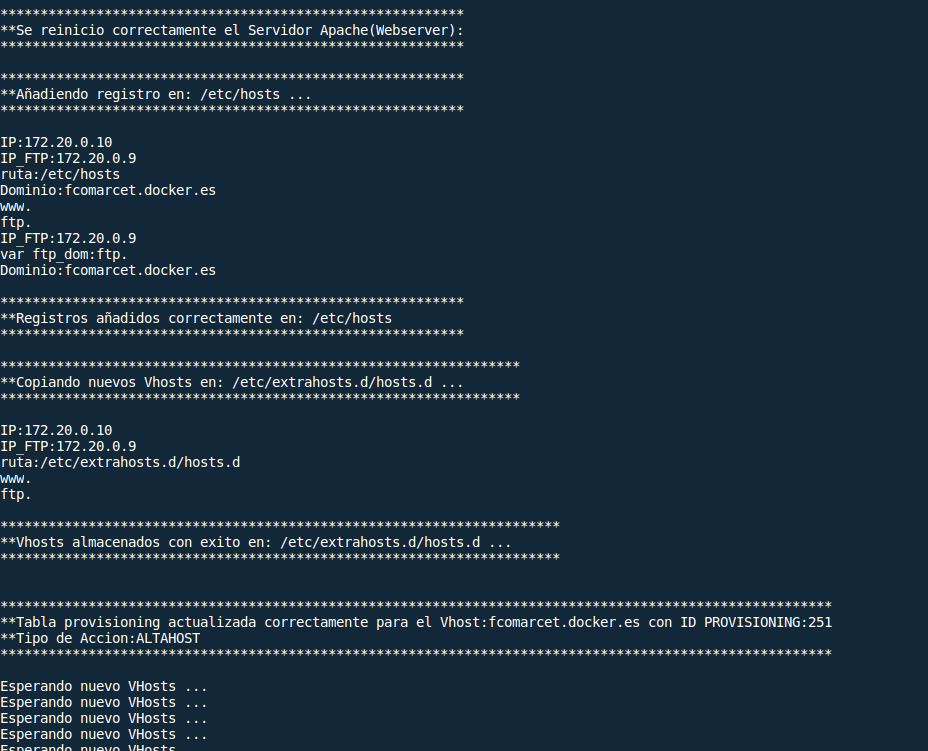 **********************************************************
**Se reinicio correctamente el Servidor Apache(Webserver):
**********************************************************
**********************************************************
**Añadiendo registro en: /etc/hosts ...
**********************************************************
IP:172.20.0.10
IP_FTP:172.20.0.9
ruta:/etc/hosts
Dominio:fcomarcet.docker.es
www.
ftp.
IP_FTP:172.20.0.9
var ftp_dom:ftp.
Dominio:fcomarcet.docker.es
**********************************************************
**Registros añadidos correctamente en: /etc/hosts
**********************************************************
*****************************************************************
**Copiando nuevos Vhosts en: /etc/extrahosts.d/hosts.d ...
*****************************************************************
IP:172.20.0.10
IP_FTP:172.20.0.9
ruta:/etc/extrahosts.d/hosts.d
www.
ftp.
**********************************************************************
**Vhosts almacenados con exito en: /etc/extrahosts.d/hosts.d ...
**********************************************************************
********************************************************************************************************
**Tabla provisioning actualizada correctamente para el Vhost:fcomarcet.docker.es con ID PROVISIONING:251
**Tipo de Accion:ALTAHOST
********************************************************************************************************
Esperando nuevo VHosts ...
Esperando nuevo VHosts ...
Esperando nuevo VHosts ...
Esperando nuevo VHosts ...
Esperando nuevo VHosts